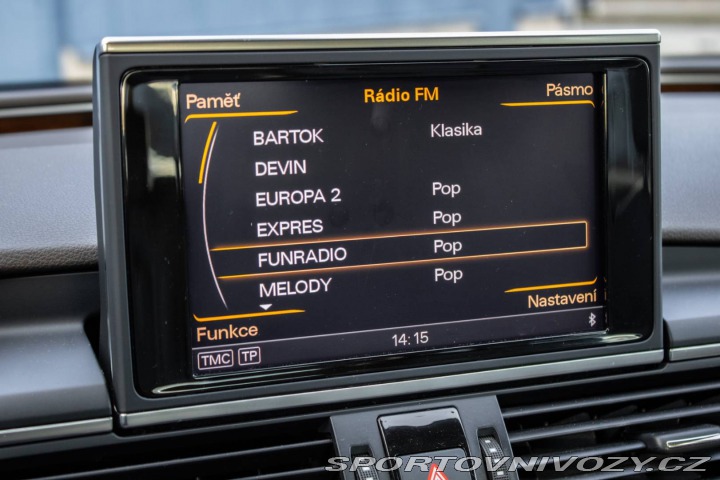 Paměť Rádio FM Pásmo
BARTOK Klasika
DEVIN
EUROPA 2 Pop
EXPRES Pop
FUNRADIO Pop
MELODY Pop
Funkce Nastavení
TMC TP 14:15
SPORTOVNIVOZY.CZ